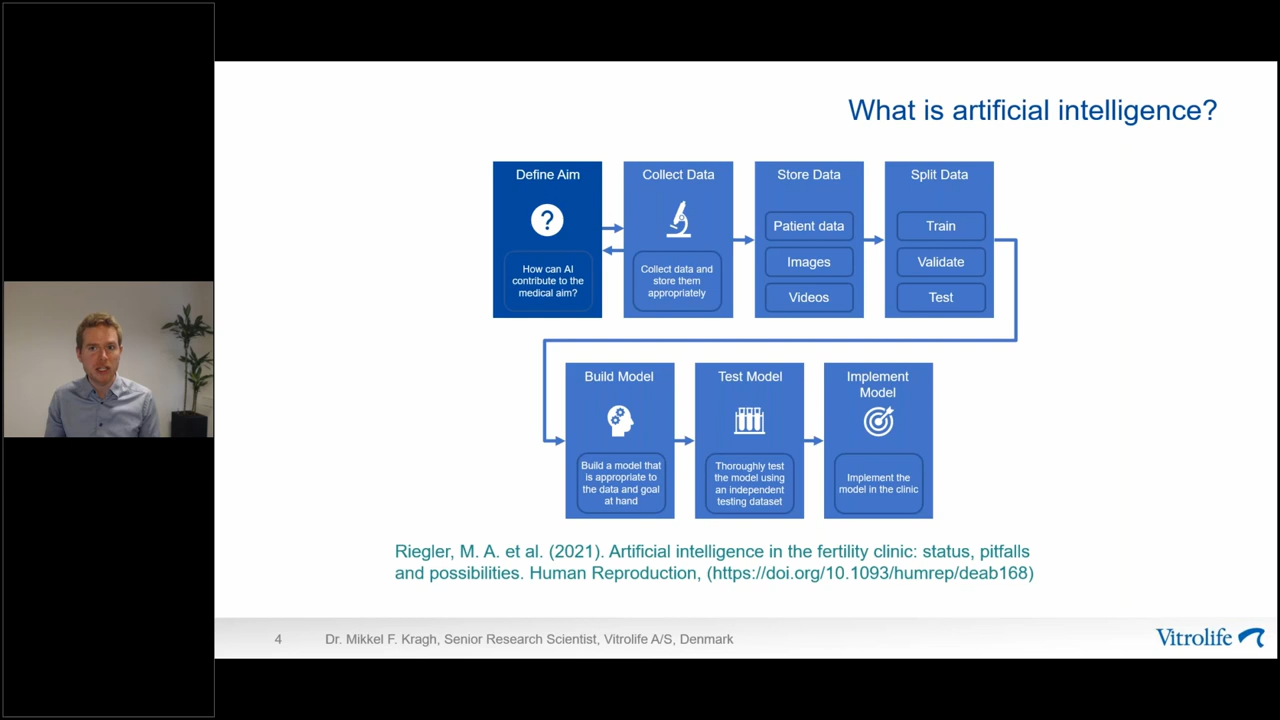 What is artificial intelligence?
Define Aim
?
How can AI
contribute to the
medical aim?
Collect Data
Collect data and
store them
appropriately
Store Data
Patient data
Images
Videos
Split Data
Train
Validate
Test
Build Model
Build a model that
is appropriate to
the data and goal
at hand
Test Model
Thoroughly test
the model using
an independent
testing dataset
Implement
Model
Implement the
model in the clinic
Riegler, M. A. et al. (2021). Artificial intelligence in the fertility clinic: status, pitfalls
and possibilities. Human Reproduction, (https://doi.org/10.1093/humrep/deab168)
4
Dr. Mikkel F. Kragh, Senior Research Scientist, Vitrolife A/S, Denmark
Vitrolife